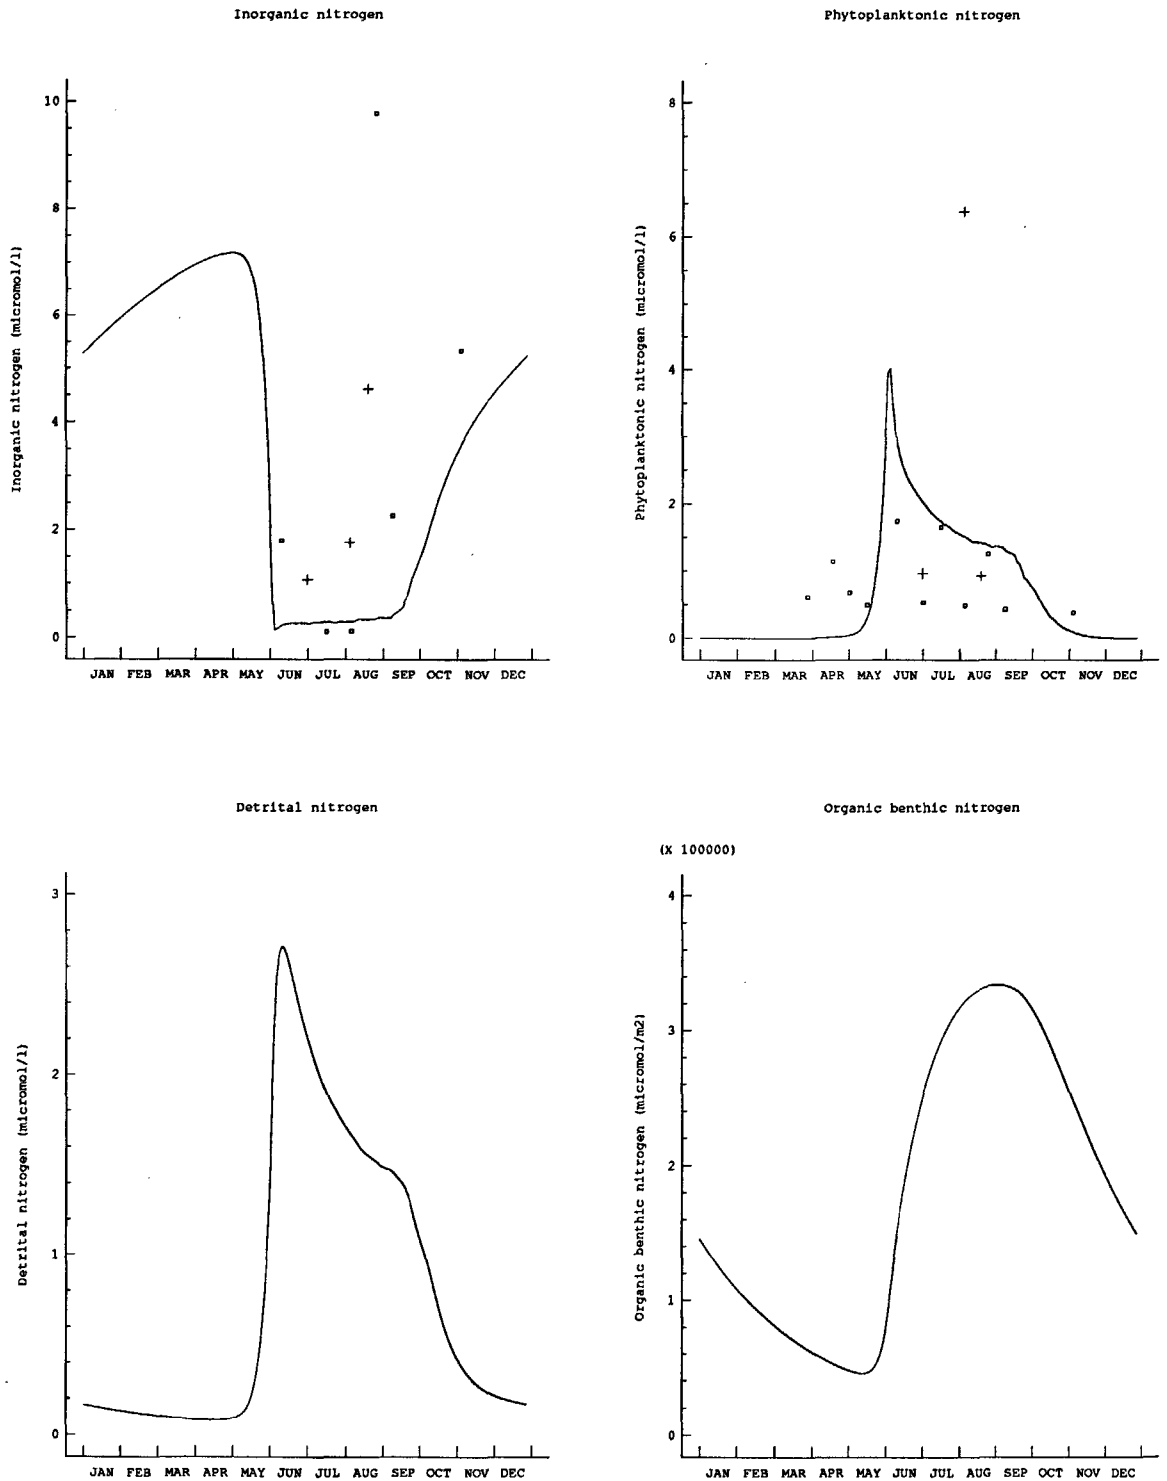 Inorganic nitrogen
Inorganic nitrogen (micromol/l)
10
8
6
4
2
0
JAN FEB MAR APR MAY JUN JUL AUG SEP OCT NOV DEC
Phytoplanktonic nitrogen
Phytoplanktonic nitrogen (micromol/l)
8
6
4
2
0
JAN FEB MAR APR MAY JUN JUL AUG SEP OCT NOV DEC
Detrital nitrogen
Detrital nitrogen (micromol/l)
3
2
1
0
JAN FEB MAR APR MAY JUN JUL AUG SEP OCT NOV DEC
Organic benthic nitrogen
(X 100000)
Organic benthic nitrogen (micromol/m2)
4
3
2
1
0
JAN FEB MAR APR MAY JUN JUL AUG SEP OCT NOV DEC